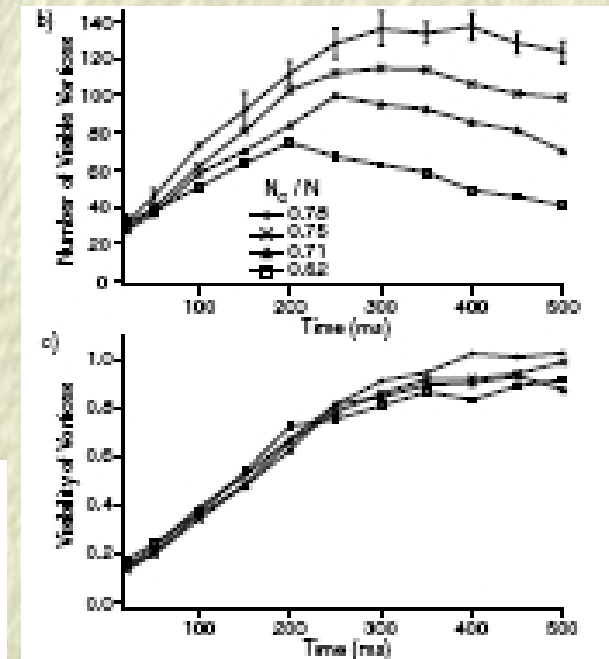 b)
Number of Visible Vortices
140
120
100
80
60
40
20
0
N₀ / N
0.78
0.75
0.71
0.62
100 200 300 400 500
Time (ms)
c)
Visibility of Vortices
1.0
0.8
0.6
0.4
0.2
0.0
100 200 300 400 500
Time (ms)